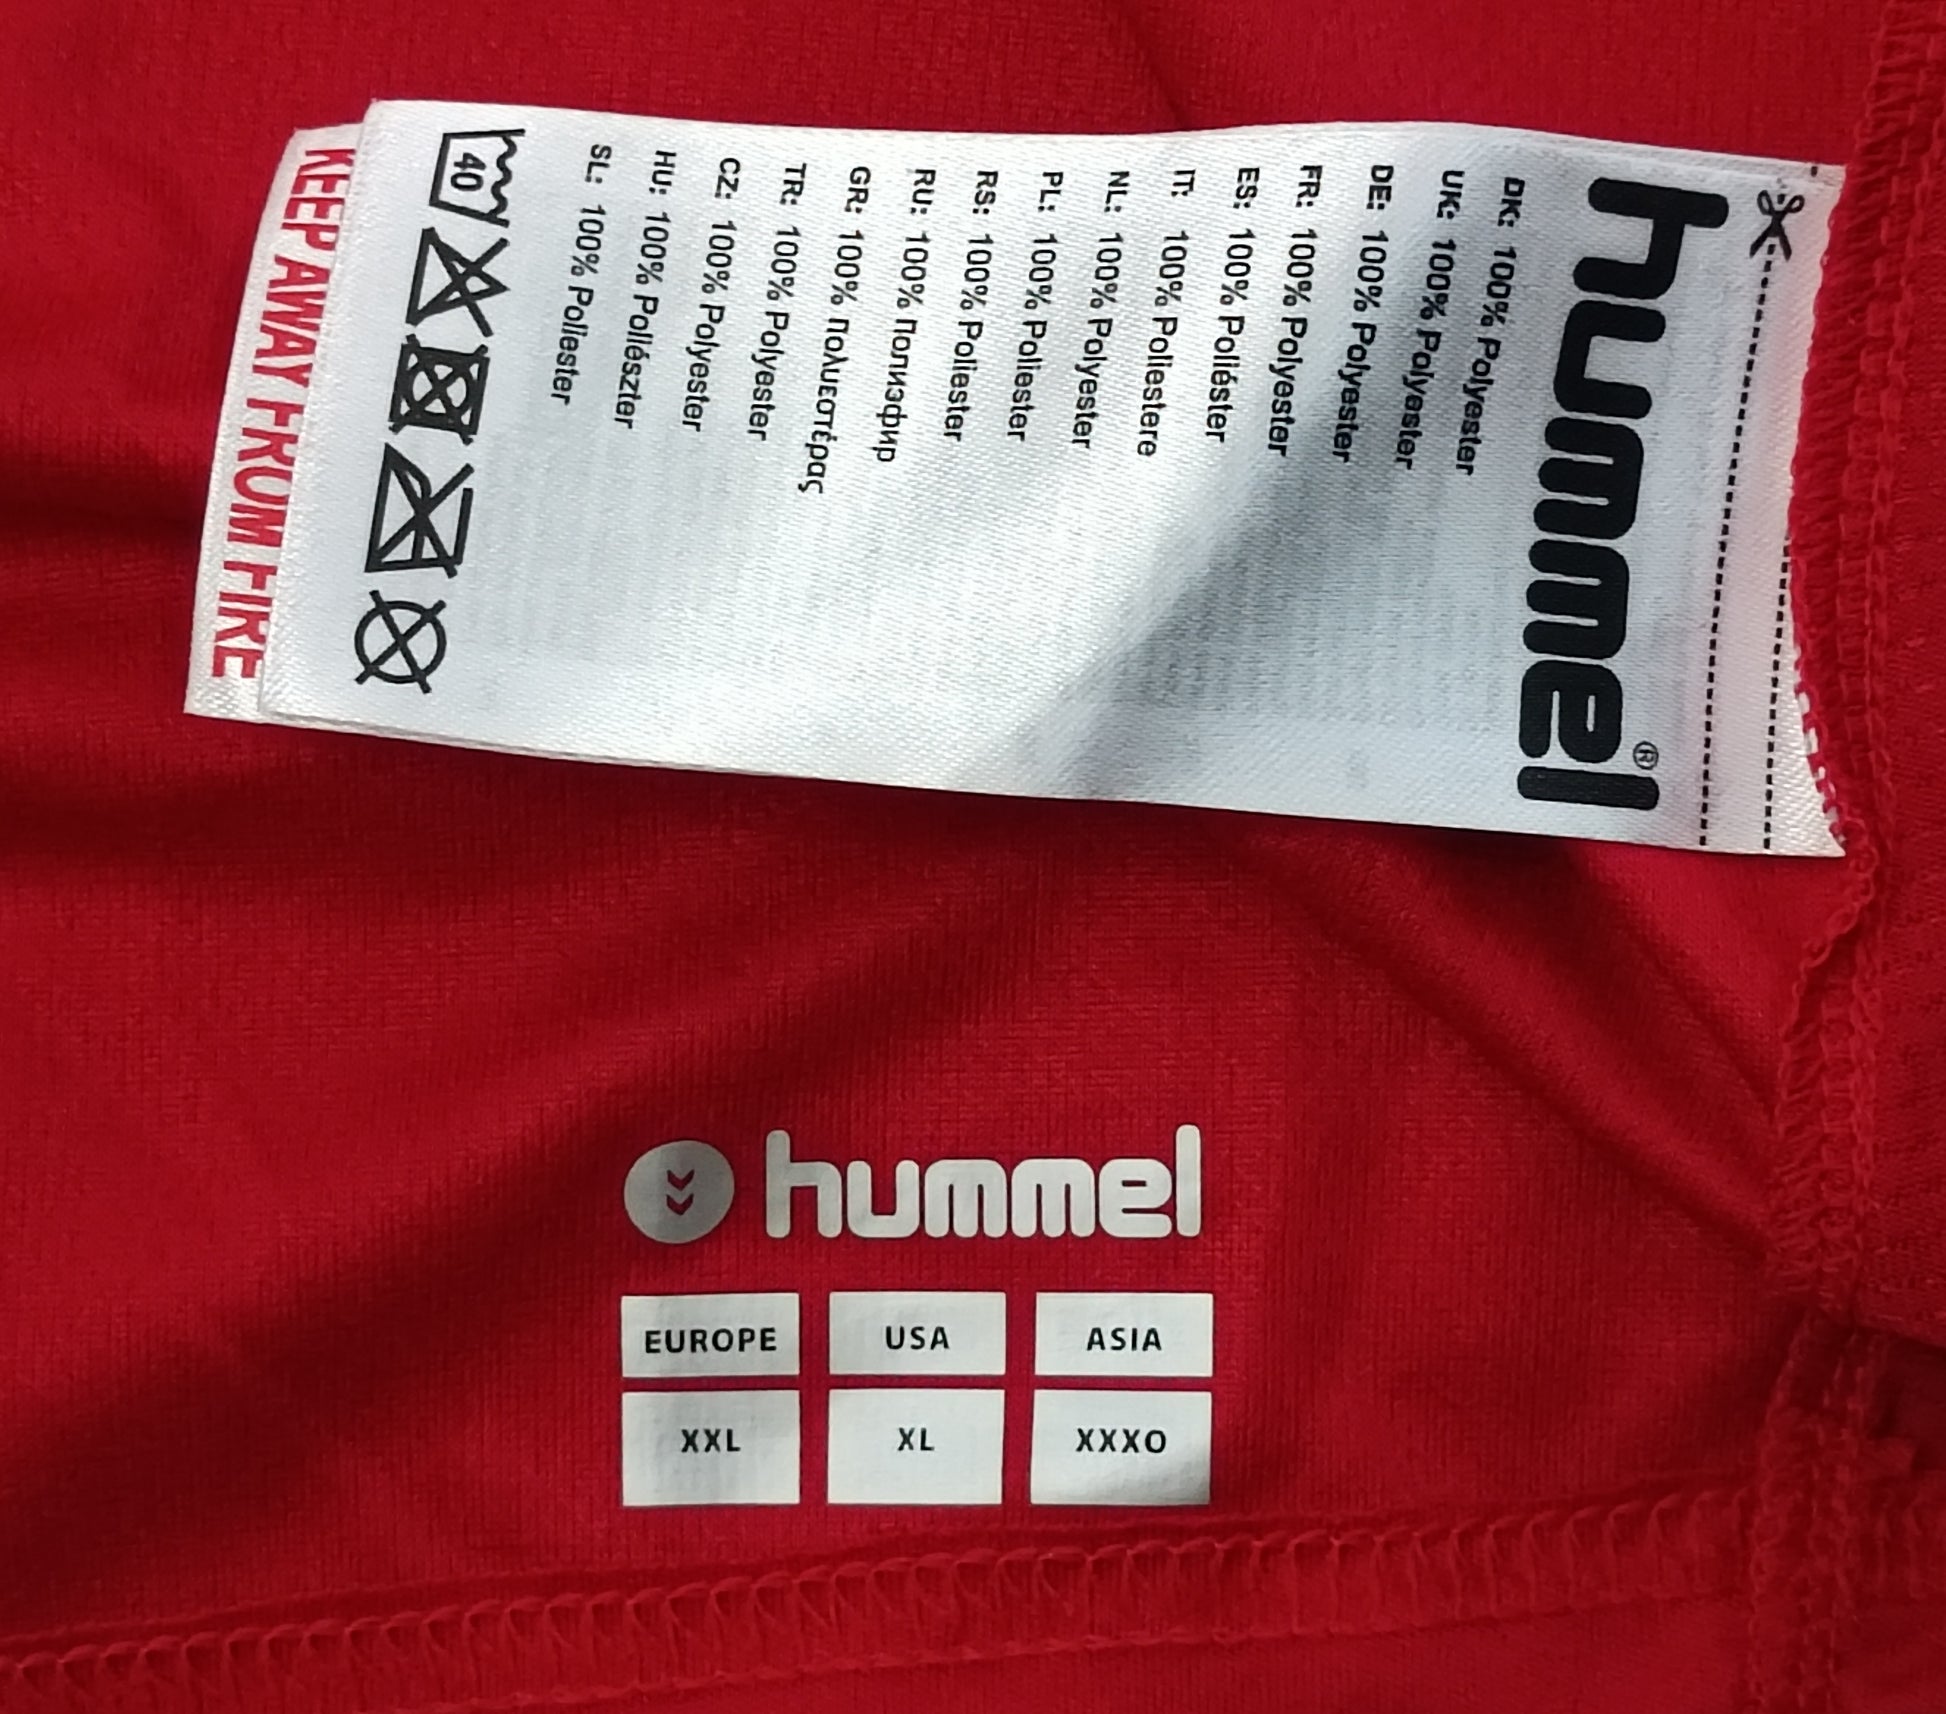 hummel®
DK: 100% Polyester
UK: 100% Polyester
DE: 100% Polyester
FR: 100% Polyester
ES: 100% Poliéster
IT: 100% Poliestere
NL: 100% Polyester
PL: 100% Poliester
RS: 100% Poliester
RU: 100% Полиэфир
GR: 100% Πολυεστέρας
TR: 100% Polyester
CZ: 100% Polyester
HU: 100% Poliészter
SL: 100% Poliester
40
KEEP AWAY FROM FIRE
hummel
EUROPE USA ASIA
XXL XL XXXO